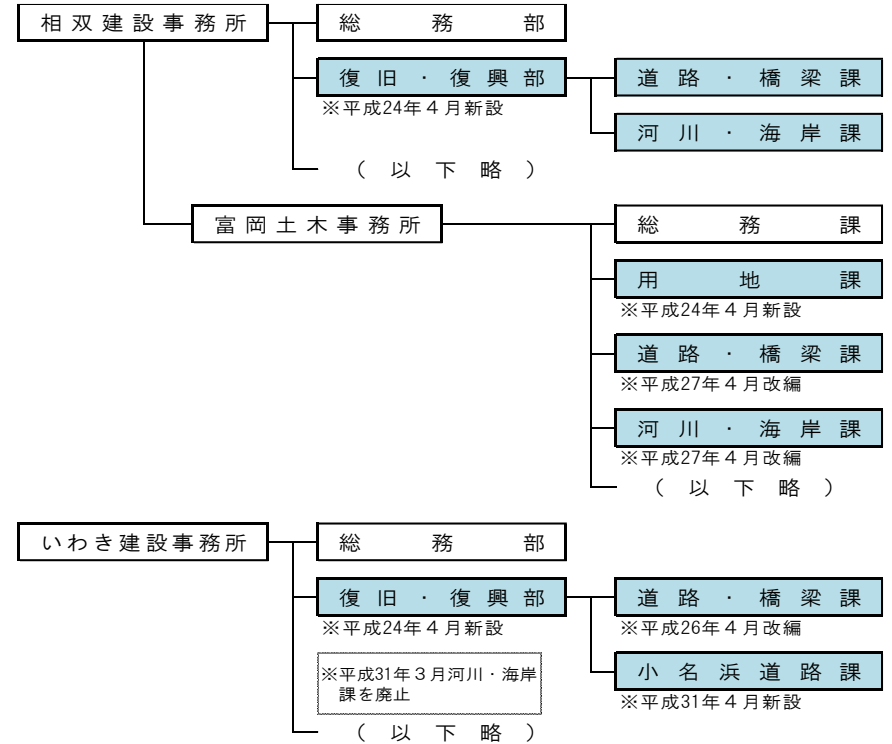 相双建設事務所
総務部
復旧・復興部
※平成24年４月新設
道路・橋梁課
河川・海岸課
（以下略）
富岡土木事務所
総務課
用地課
※平成24年４月新設
道路・橋梁課
※平成27年４月改編
河川・海岸課
※平成27年４月改編
（以下略）
いわき建設事務所
総務部
復旧・復興部
※平成24年４月新設
道路・橋梁課
※平成26年４月改編
※平成31年３月河川・海岸
課を廃止
小名浜道路課
※平成31年４月新設
（以下略）